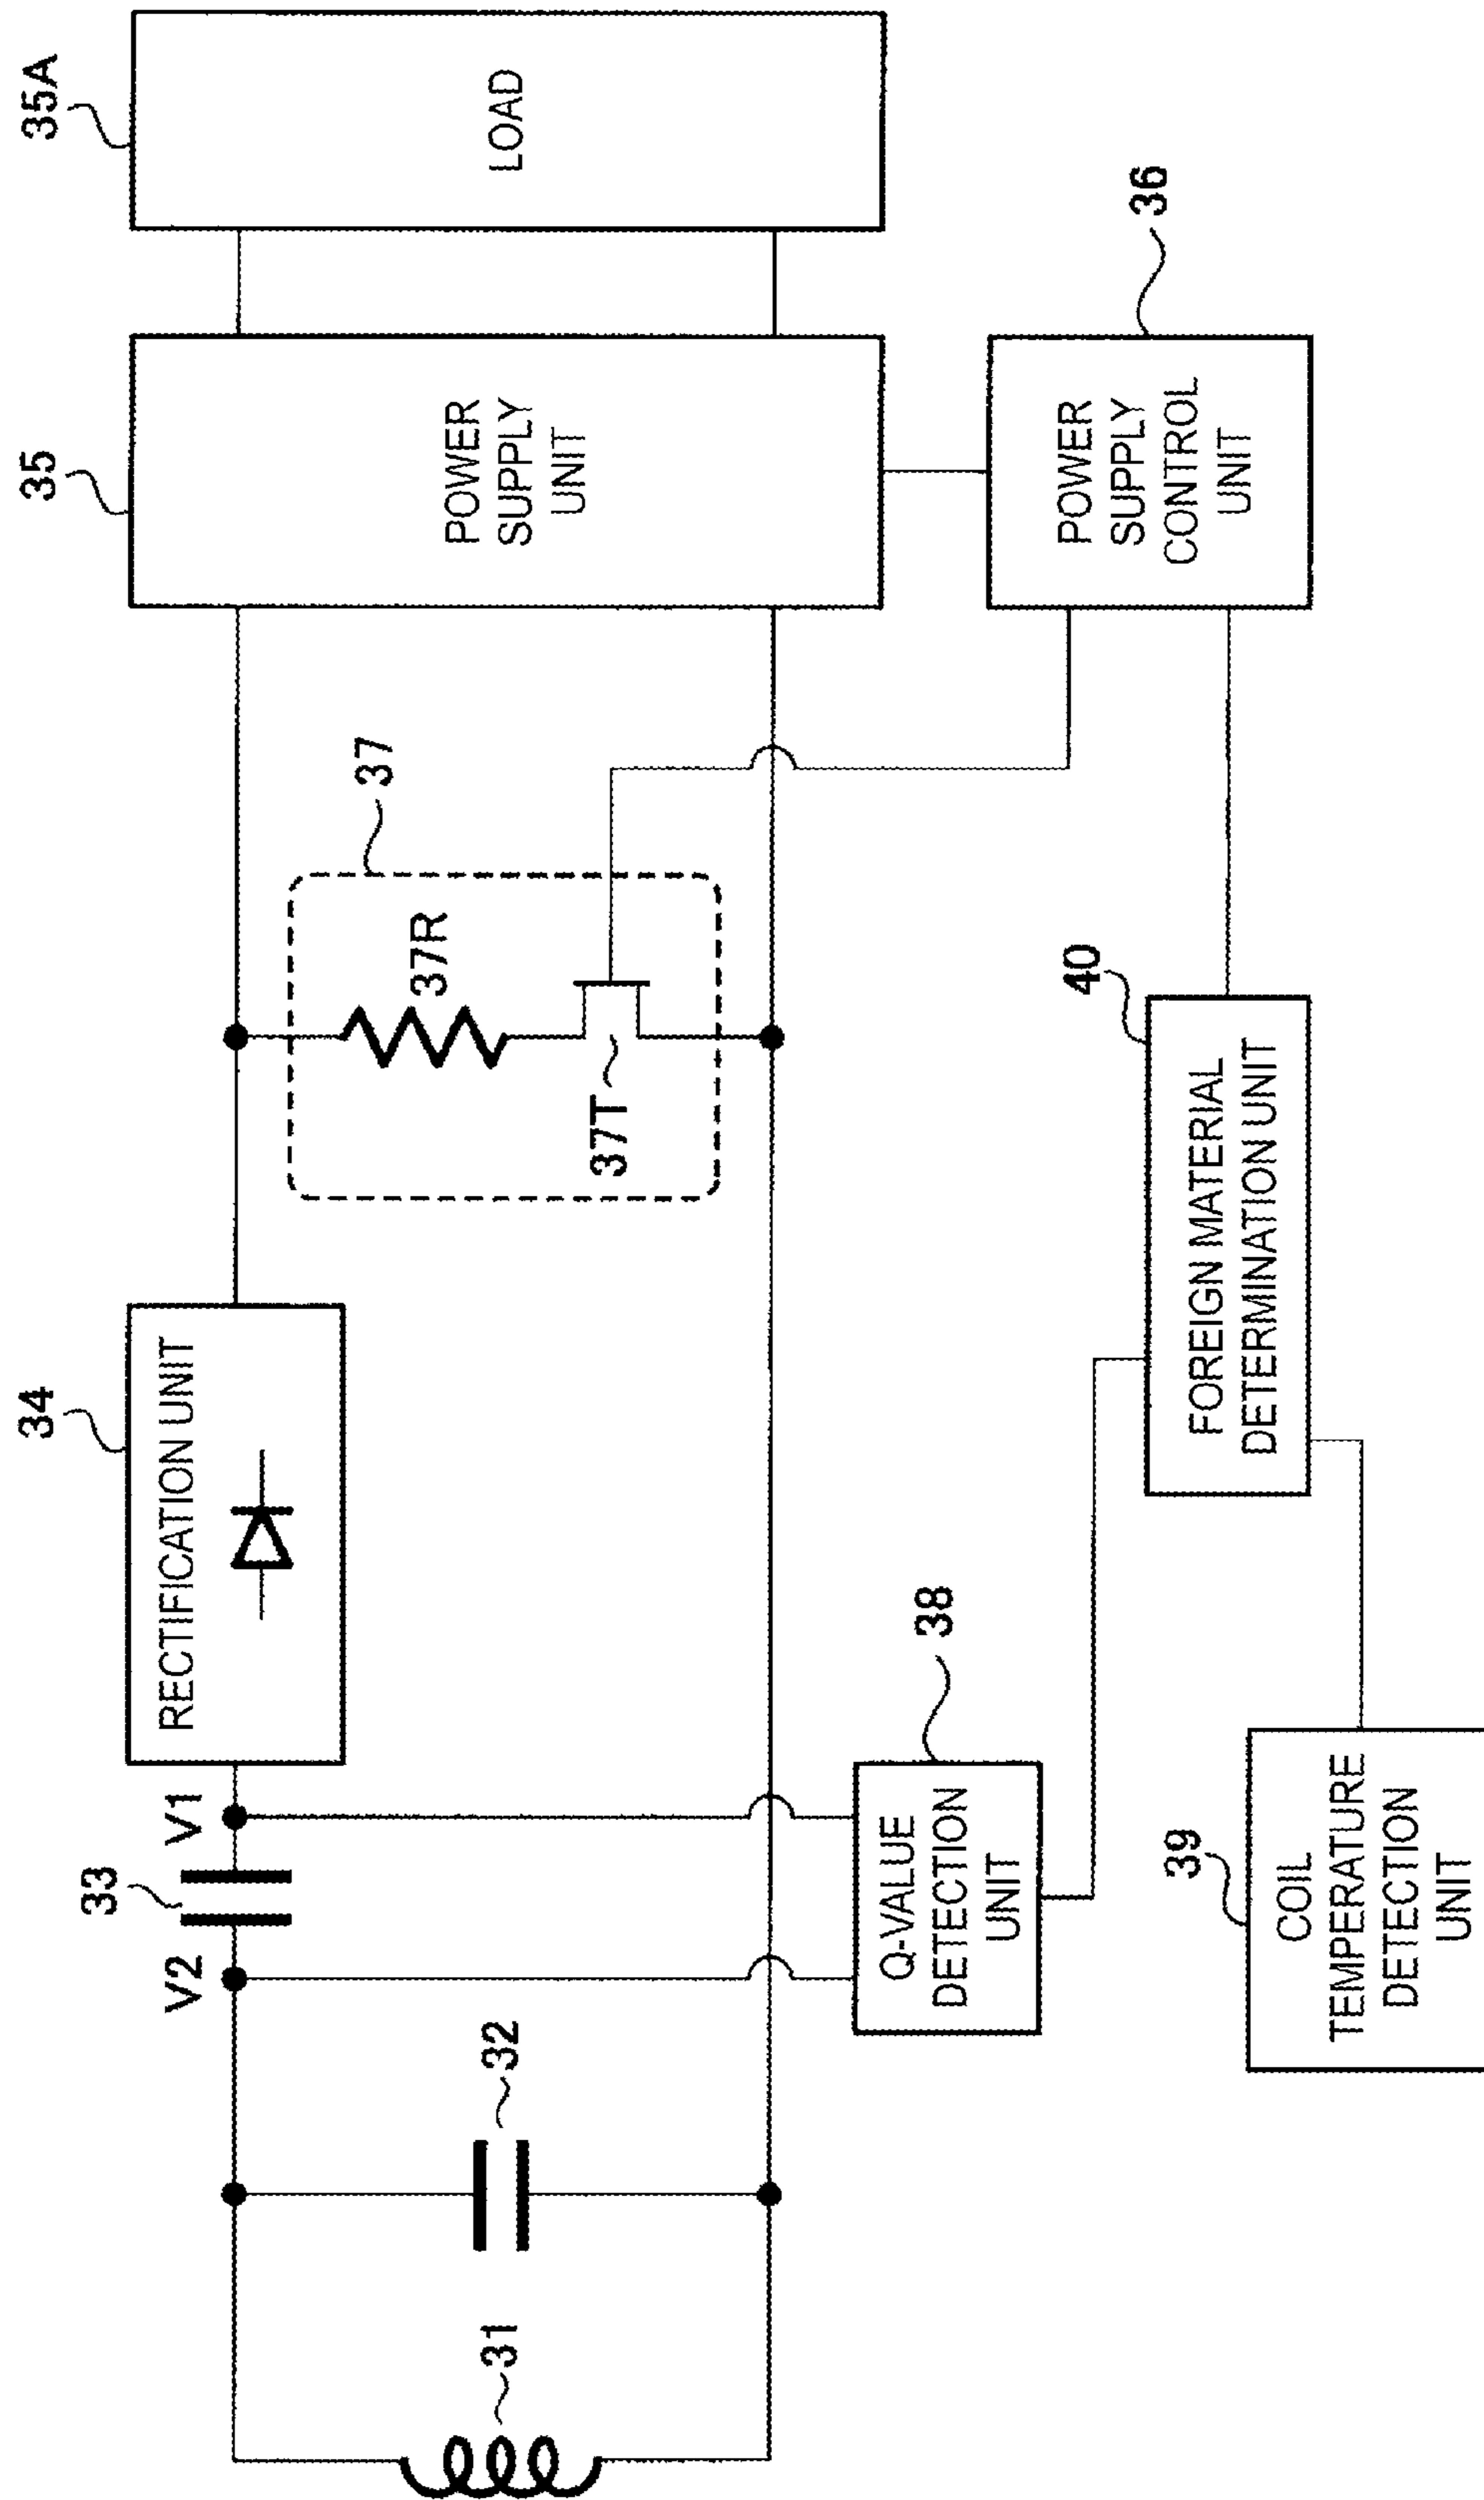 34
35
35A
RECTIFICATION UNIT
33
V2
V1
37
37R
37T
POWER
SUPPLY
UNIT
LOAD
31
32
38
Q-VALUE
DETECTION
UNIT
36
POWER
SUPPLY
CONTROL
UNIT
40
FOREIGN MATERIAL
DETERMINATION UNIT
39
COIL
TEMPERATURE
DETECTION
UNIT